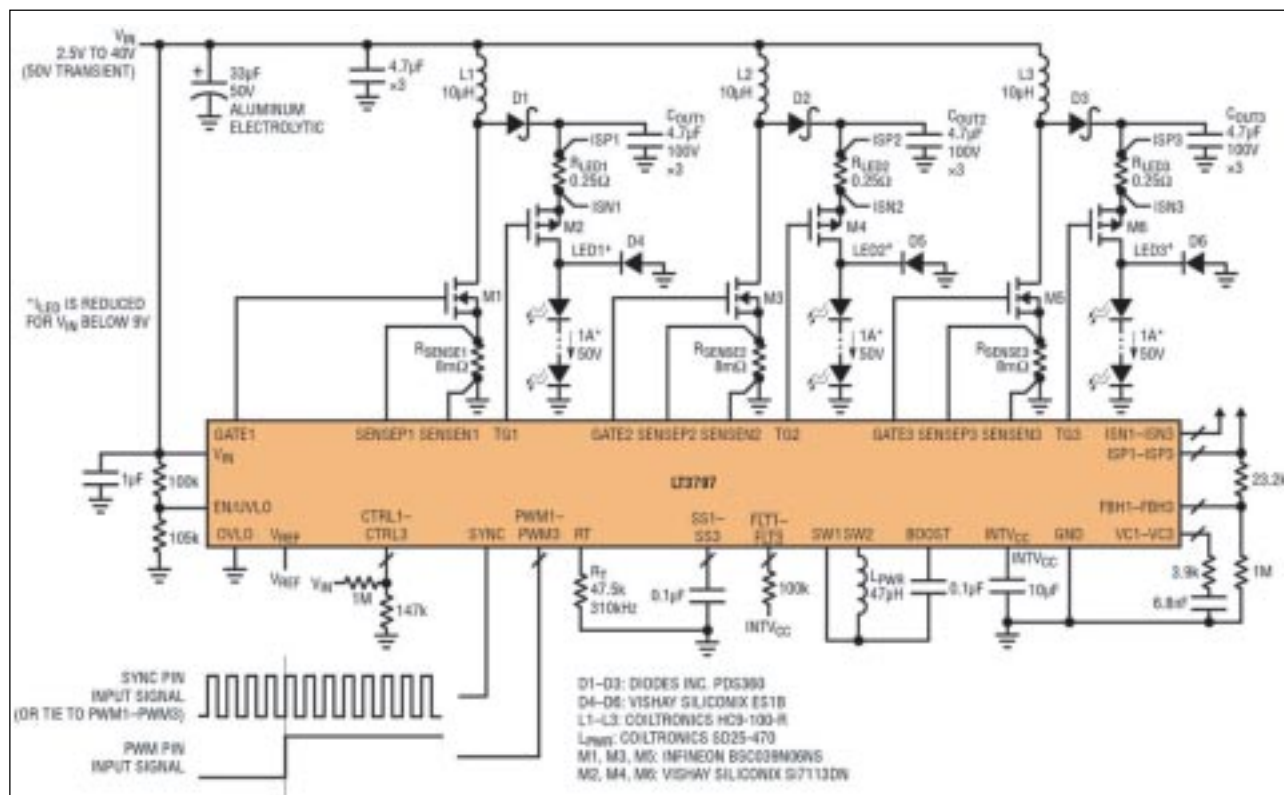 VIN
2.5V TO 40V
(50V TRANSIENT)
+
33µF
50V
ALUMINUM
ELECTROLYTIC
4.7µF
×3
L1
10µH
D1
COUT1
4.7µF
100V
×3
ISP1
RLED1
0.25Ω
ISN1
M2
LED1+
D4
M1
1A*
50V
RSENSE1
8mΩ
L2
10µH
D2
COUT2
4.7µF
100V
×3
ISP2
RLED2
0.25Ω
ISN2
M4
LED2+
D5
M3
1A*
50V
RSENSE2
8mΩ
L3
10µH
D3
COUT3
4.7µF
100V
×3
ISP3
RLED3
0.25Ω
ISN3
M6
LED3+
D6
M5
1A*
50V
RSENSE3
8mΩ
*ILED IS REDUCED
FOR VIN BELOW 9V
GATE1 SENSEP1 SENSEN1 TG1 GATE2 SENSEP2 SENSEN2 TG2 GATE3 SENSEP3 SENSEN3 TG3 ISN1–ISN3
VIN
ISP1–ISP3
1µF
100k
LT3797
23.2k
EN/UVLO
FBH1–FBH3
105k
OVLO
VREF
CTRL1–
CTRL3
SYNC
PWM1–
PWM3
RT
SS1–
SS3
FLT1–
FLT3
SW1 SW2
BOOST
INTVCC
GND
VC1–VC3
VREF
VIN
1M
147k
RT
47.5k
310kHz
0.1µF
100k
INTVCC
LPWR
47µH
0.1µF
INTVCC
10µF
3.9k
6.8nF
1M
SYNC PIN
INPUT SIGNAL
(OR TIE TO PWM1–PWM3)
PWM PIN
INPUT SIGNAL
D1–D3: DIODES INC. PDS360
D4–D6: VISHAY SILICONIX ES1B
L1–L3: COILTRONICS HC9-100-R
LPWR: COILTRONICS SD25-470
M1, M3, M5: INFINEON BSC039N06NS
M2, M4, M6: VISHAY SILICONIX Si7113DN